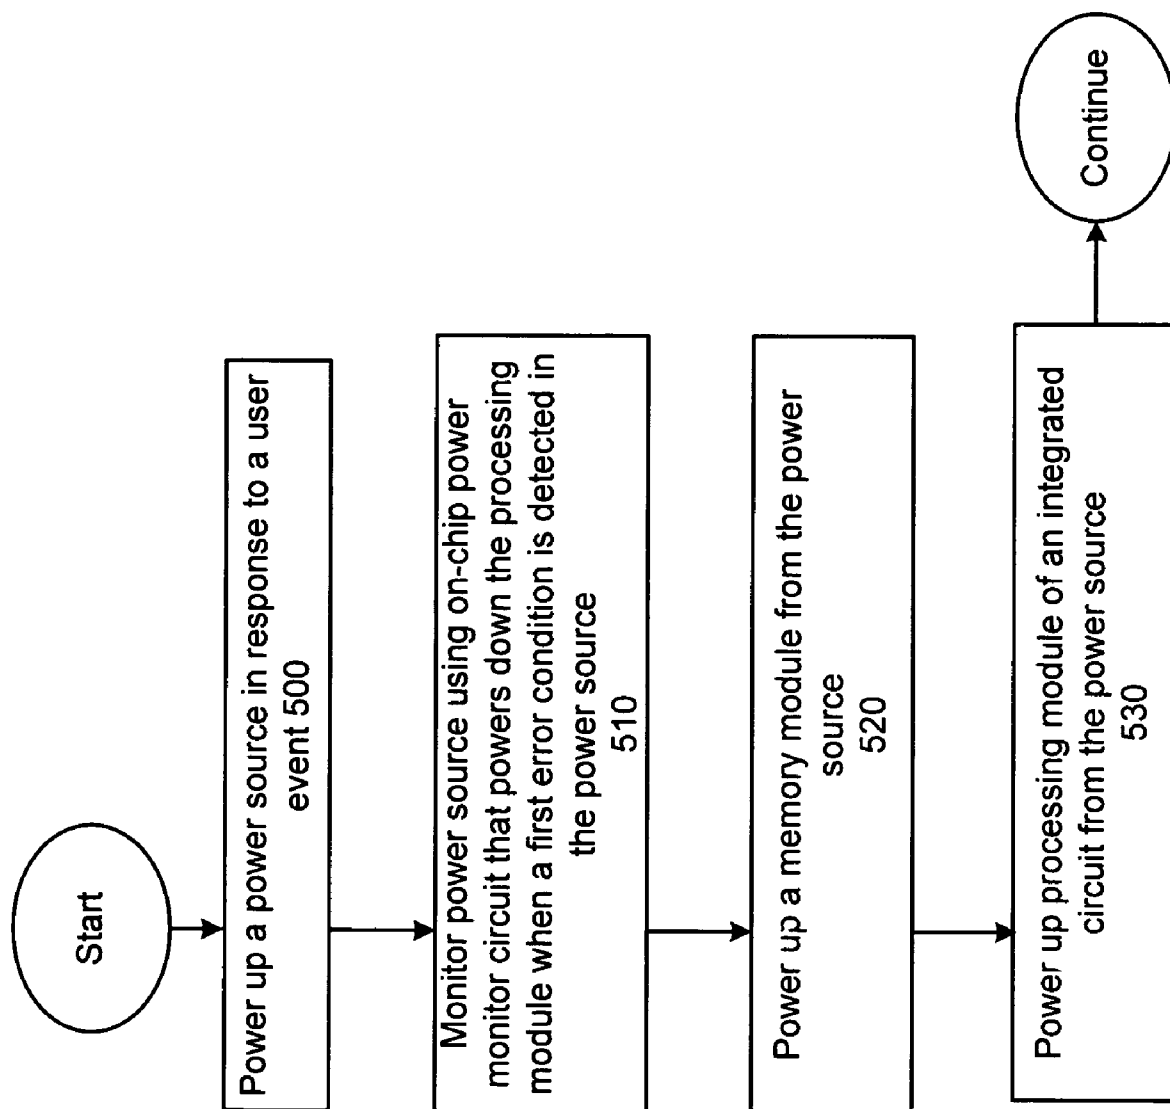 Start
Power up a power source in response to a user
event 500
Monitor power source using on-chip power
monitor circuit that powers down the processing
module when a first error condition is detected in
the power source
510
Power up a memory module from the power
source
520
Power up processing module of an integrated
circuit from the power source
530
Continue